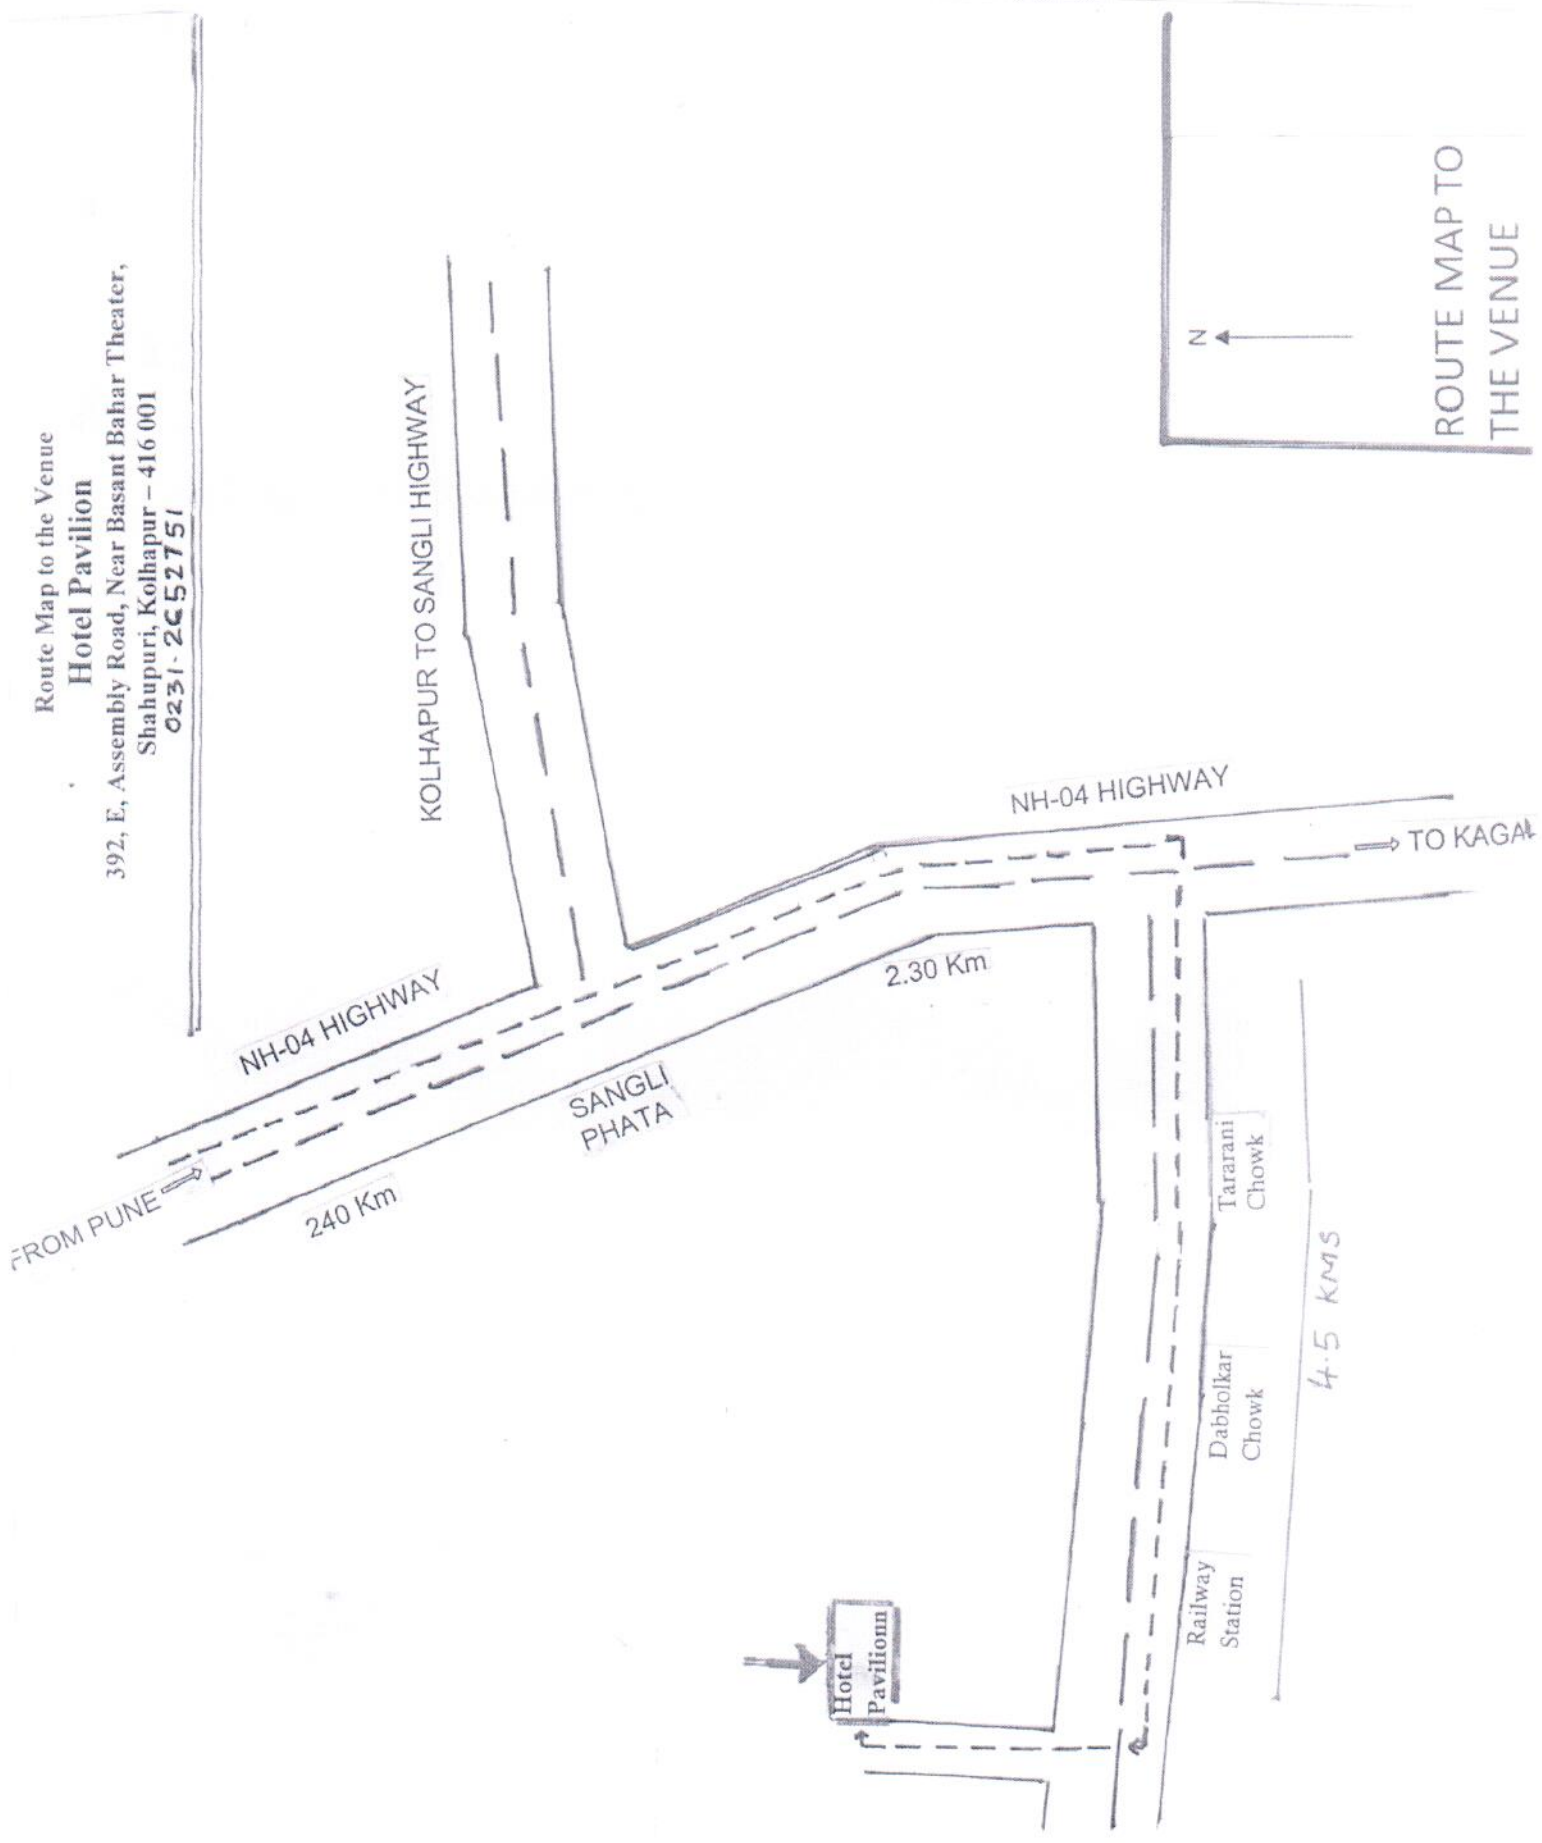 Route Map to the Venue
Hotel Pavilion
392, E, Assembly Road, Near Basant Bahar Theater,
Shahupuri, Kolhapur – 416 001
0231-2652751
KOLHAPUR TO SANGLI HIGHWAY
NH-04 HIGHWAY
FROM PUNE
240 Km
SANGLI
PHATA
2.30 Km
NH-04 HIGHWAY
TO KAGAL
Tararani
Chowk
Dabholkar
Chowk
Railway
Station
4.5 KMS
Hotel
Pavilionn
N
ROUTE MAP TO
THE VENUE